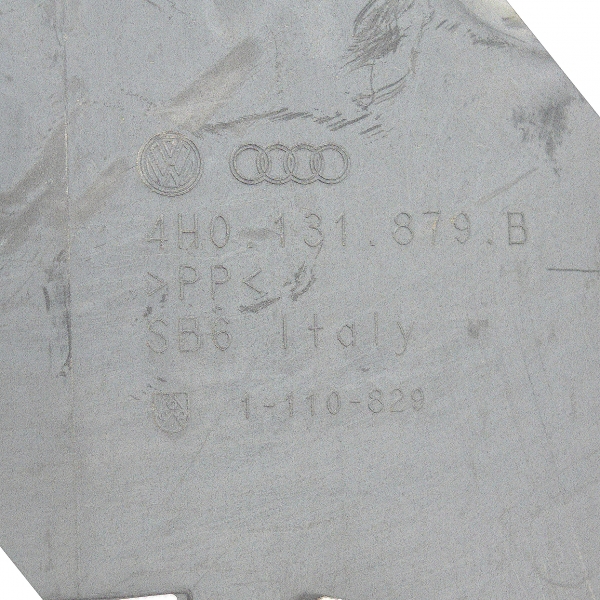 4H0.131.879.B
>PP<
SB6 Italy
1-110-829